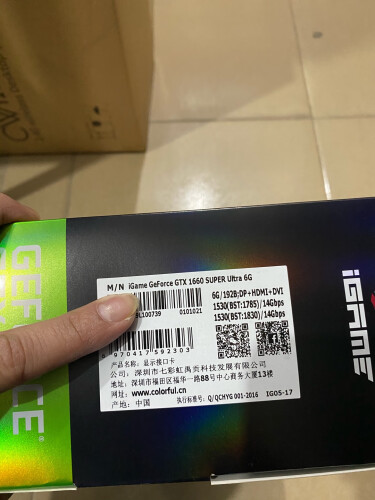 M/N iGame GeForce GTX 1660 SUPER Ultra 6G
6G/192B;DP+HDMI+DVI
1530(BST:1785)/14Gbps
1530(BST:1830)/14Gbps
L100739 0101021
970417592303
产品名称：显示接口卡
公司：深圳市七彩虹禹贡科技发展有限公司
深圳市福田区福华一路88号中心商务大厦13楼
网址：www.colorful.cn
产地：中国
执行标准号：Q/QCHYG 001-2016 IG05-17
GEFORCE
iGAME